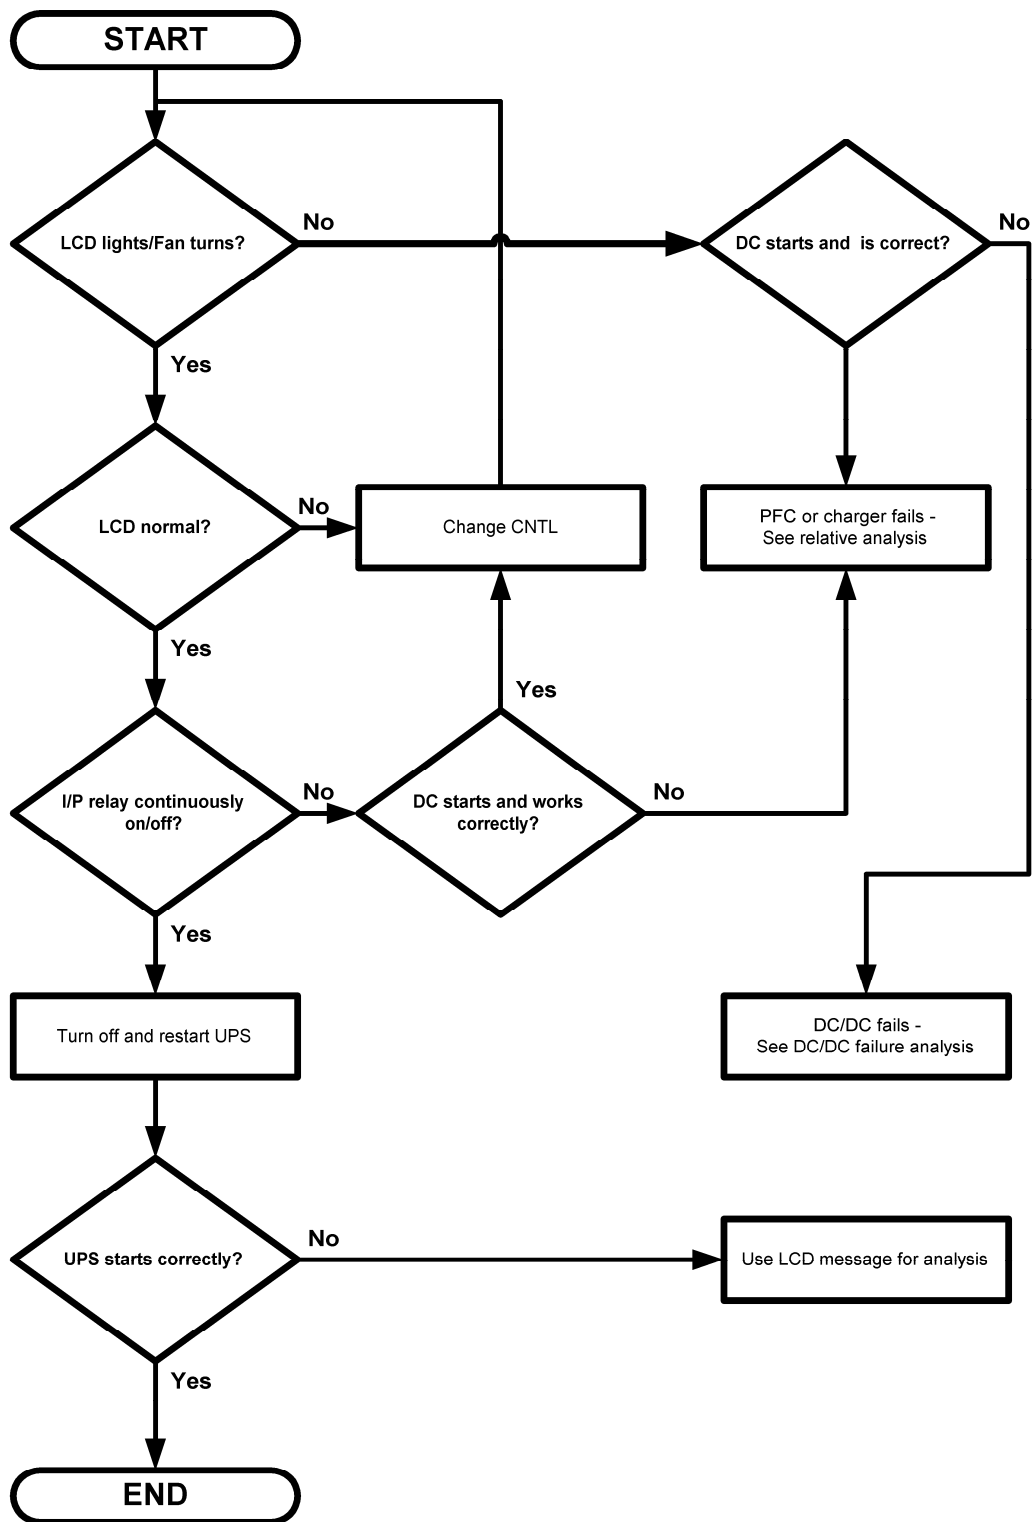 START
LCD lights/Fan turns?
No
DC starts and is correct?
No
Yes
LCD normal?
No
Change CNTL
PFC or charger fails -
See relative analysis
Yes
Yes
I/P relay continuously
on/off?
No
DC starts and works
correctly?
No
Yes
Turn off and restart UPS
DC/DC fails -
See DC/DC failure analysis
UPS starts correctly?
No
Use LCD message for analysis
Yes
END